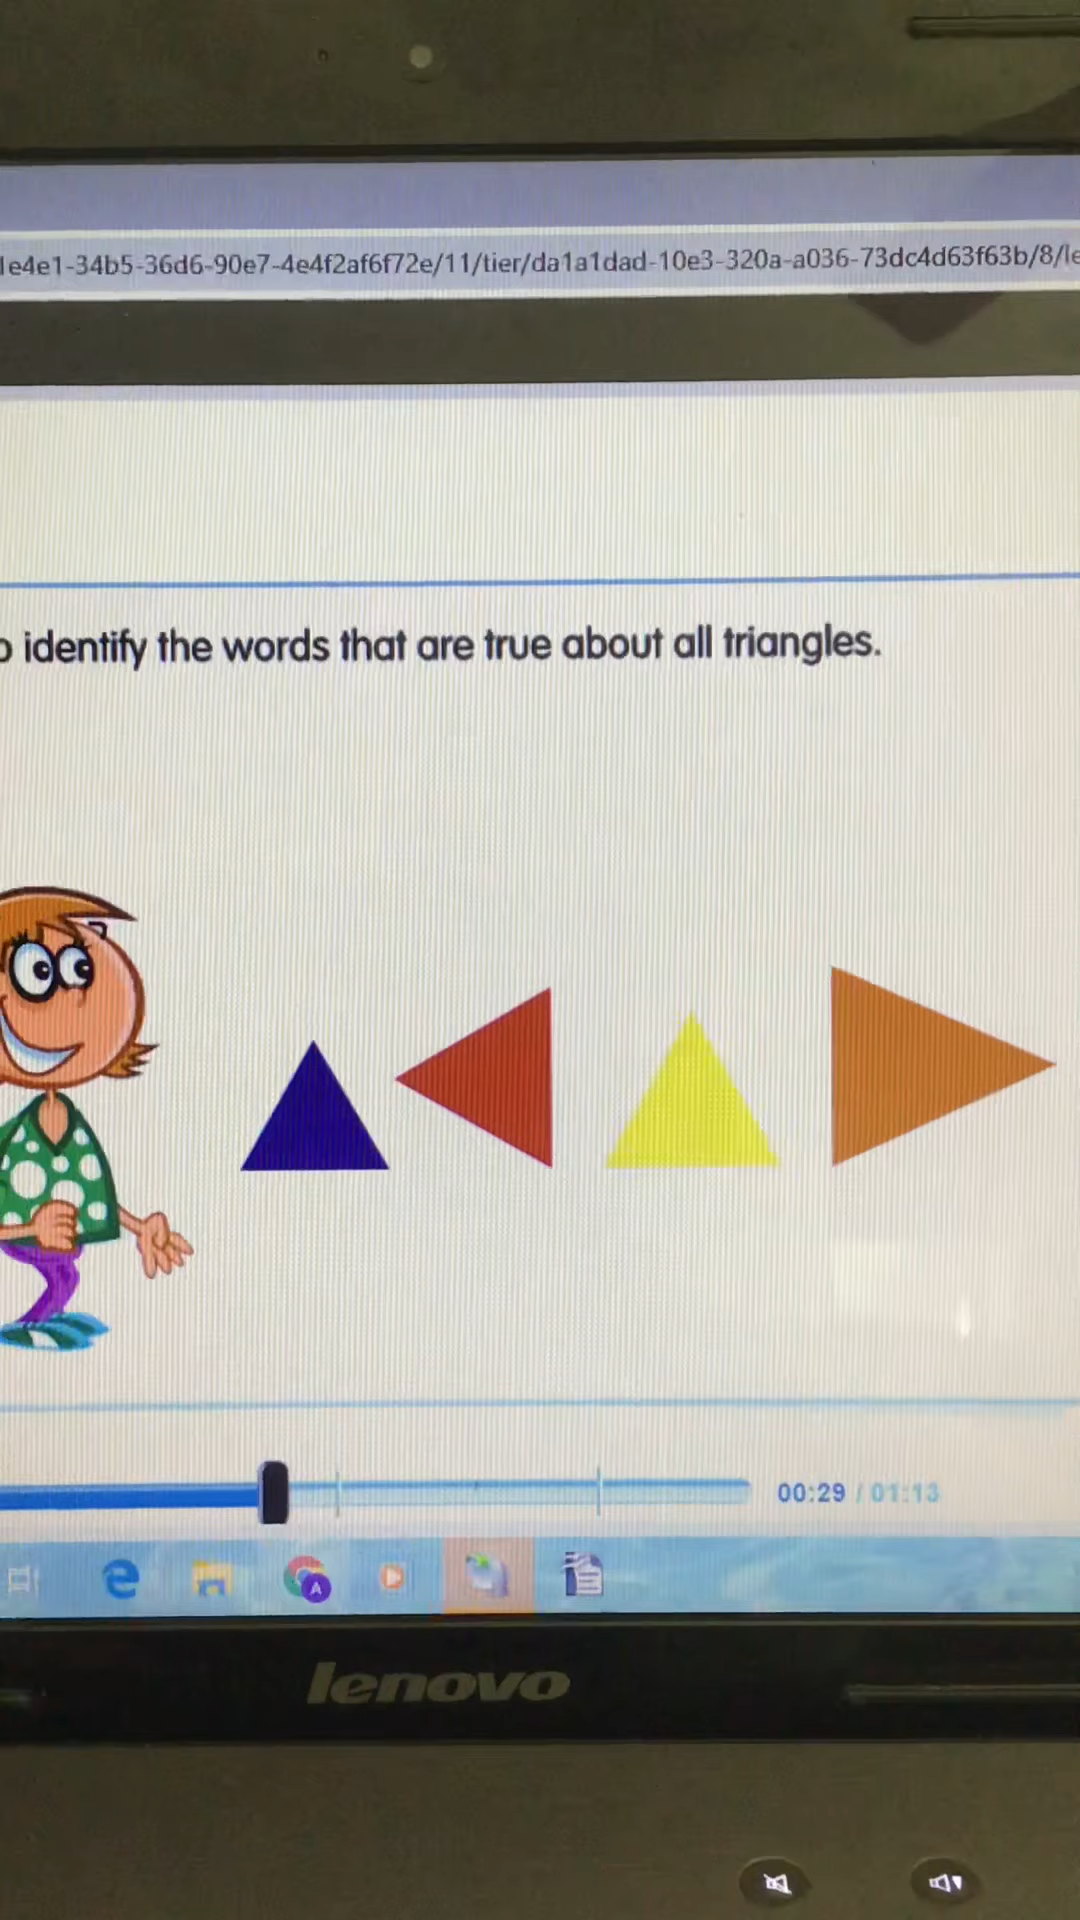 le4e1-34b5-36d6-90e7-4e4f2af6f72e/11/tier/da1a1dad-10e3-320a-a036-73dc4d63f63b/8/le
o identify the words that are true about all triangles.
00:29 / 01:13
A
lenovo